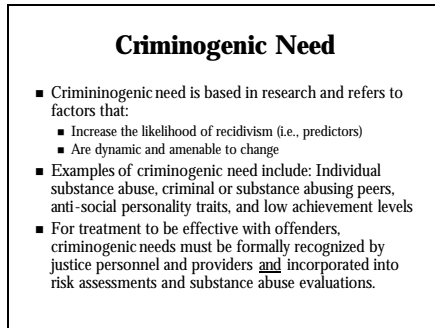 Criminogenic Need
■ Crimininogenic need is based in research and refers to
factors that:
■ Increase the likelihood of recidivism (i.e., predictors)
■ Are dynamic and amenable to change
■ Examples of criminogenic need include: Individual
substance abuse, criminal or substance abusing peers,
anti-social personality traits, and low achievement levels
■ For treatment to be effective with offenders,
criminogenic needs must be formally recognized by
justice personnel and providers and incorporated into
risk assessments and substance abuse evaluations.